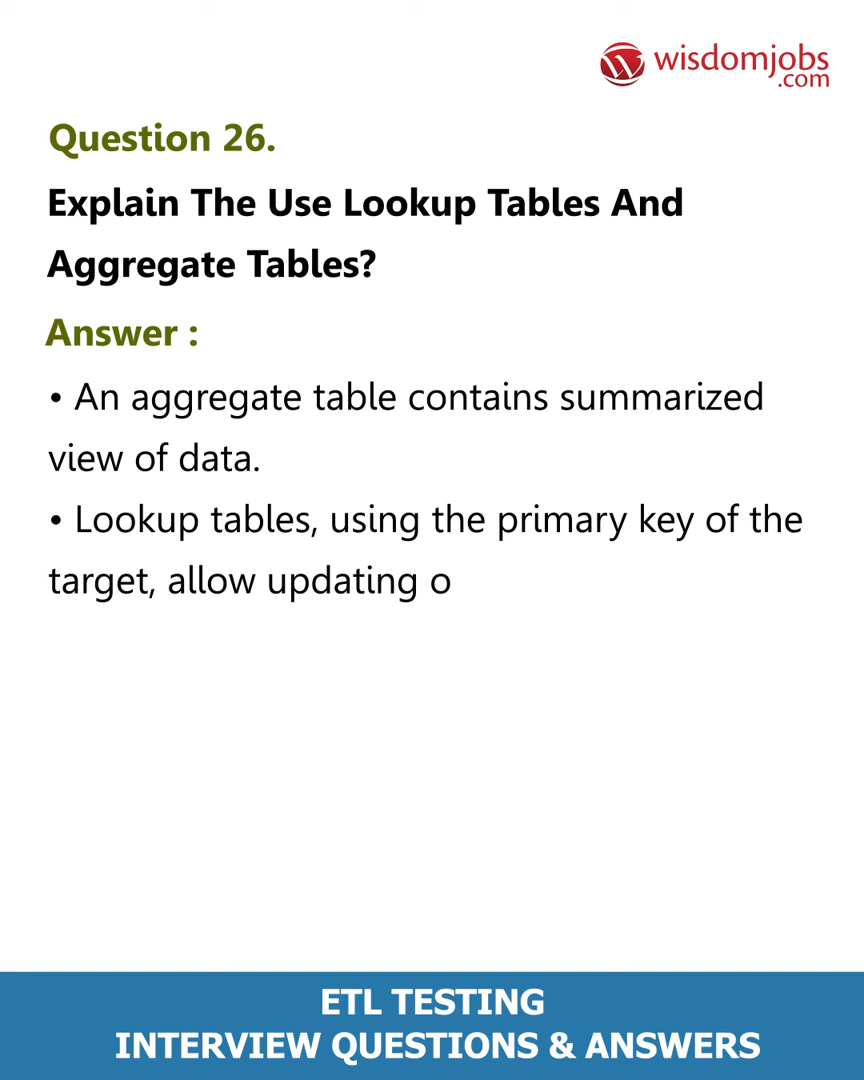 wisdomjobs
.com
Question 26.
Explain The Use Lookup Tables And
Aggregate Tables?
Answer :
• An aggregate table contains summarized
view of data.
• Lookup tables, using the primary key of the
target, allow updating o
ETL TESTING
INTERVIEW QUESTIONS & ANSWERS